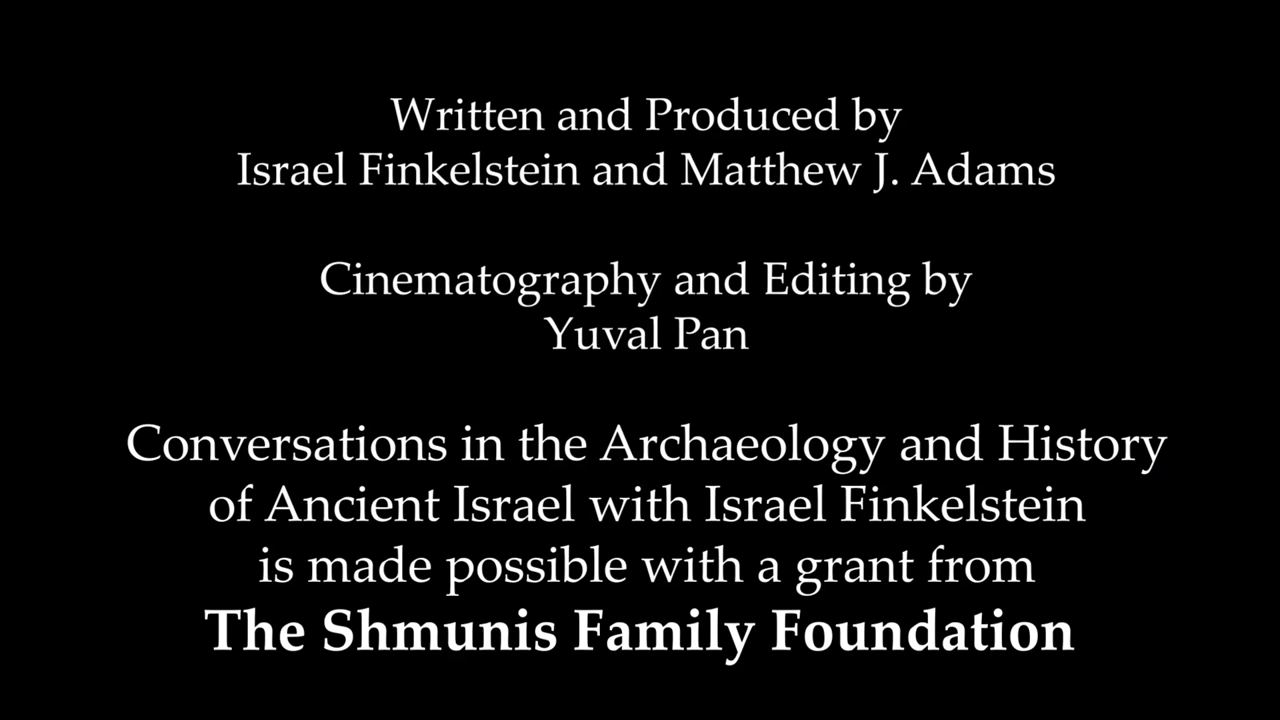 Written and Produced by
Israel Finkelstein and Matthew J. Adams
Cinematography and Editing by
Yuval Pan
Conversations in the Archaeology and History
of Ancient Israel with Israel Finkelstein
is made possible with a grant from
The Shmunis Family Foundation